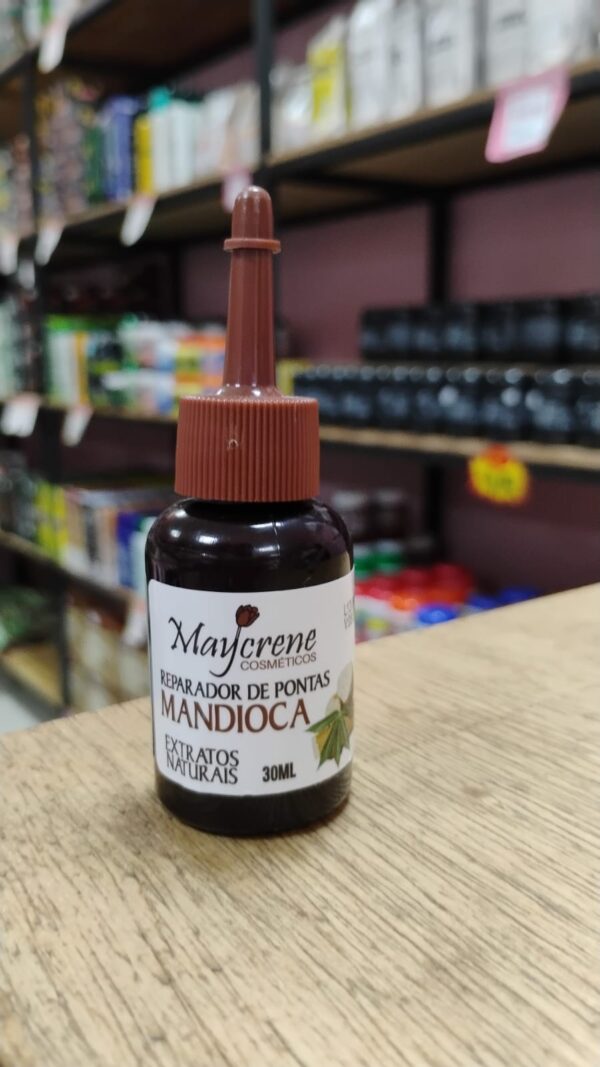 Maycrene
COSMÉTICOS
REPARADOR DE PONTAS
MANDIOCA
EXTRATOS
NATURAIS
30ML